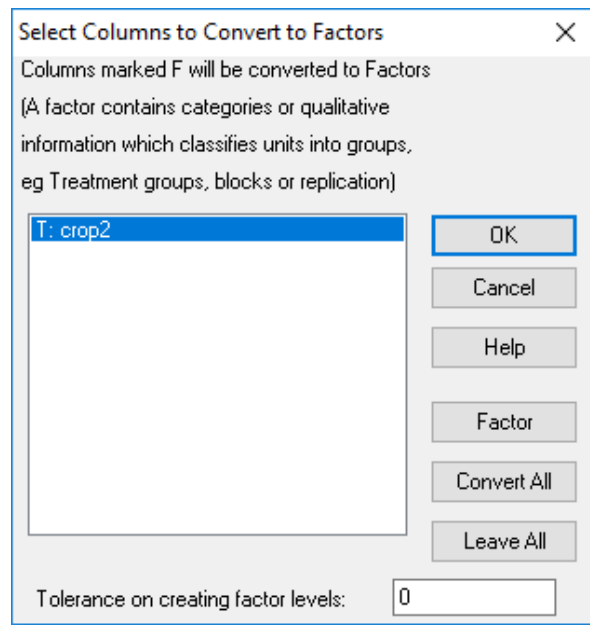 Select Columns to Convert to Factors
Columns marked F will be converted to Factors
(A factor contains categories or qualitative
information which classifies units into groups,
eg Treatment groups, blocks or replication)
T: crop2
OK
Cancel
Help
Factor
Convert All
Leave All
Tolerance on creating factor levels: 0